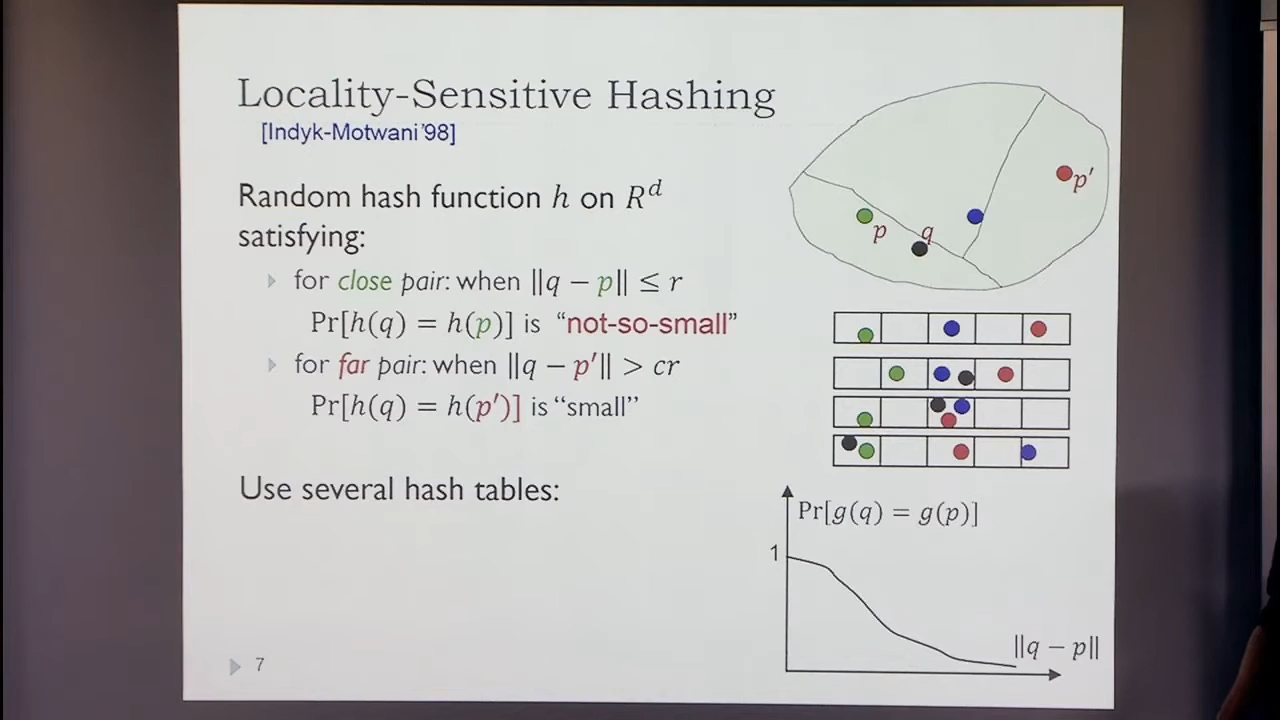 Locality-Sensitive Hashing
[Indyk-Motwani'98]
Random hash function h on R^d
satisfying:
for close pair: when ||q − p|| ≤ r
Pr[h(q) = h(p)] is "not-so-small"
for far pair: when ||q − p′|| > cr
Pr[h(q) = h(p′)] is "small"
Use several hash tables:
7
p
q
p′
Pr[g(q) = g(p)]
1
||q − p||